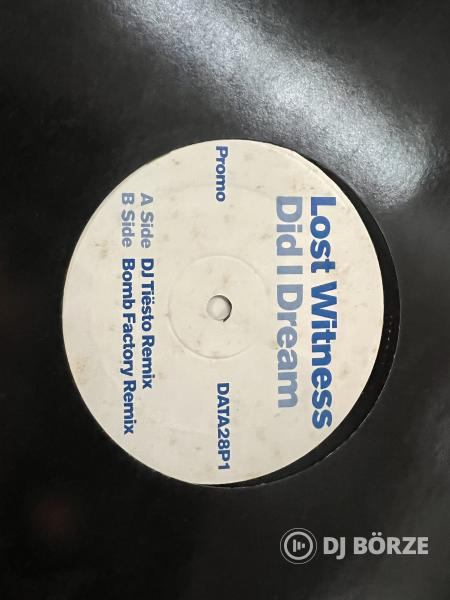 Lost Witness
Did I Dream
Promo
DATA28P1
A Side DJ Tiësto Remix
B Side Bomb Factory Remix
DJ BÖRZE